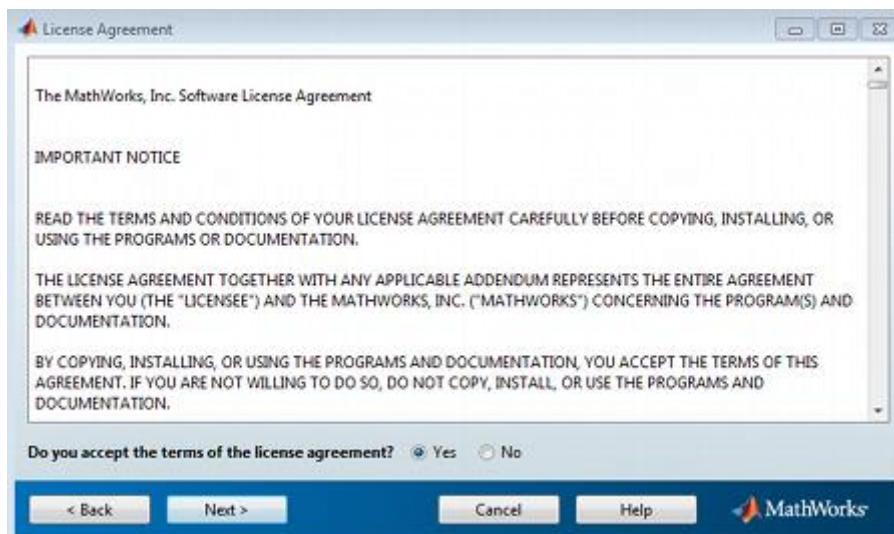 License Agreement
The MathWorks, Inc. Software License Agreement
IMPORTANT NOTICE
READ THE TERMS AND CONDITIONS OF YOUR LICENSE AGREEMENT CAREFULLY BEFORE COPYING, INSTALLING, OR
USING THE PROGRAMS OR DOCUMENTATION.
THE LICENSE AGREEMENT TOGETHER WITH ANY APPLICABLE ADDENDUM REPRESENTS THE ENTIRE AGREEMENT
BETWEEN YOU (THE "LICENSEE") AND THE MATHWORKS, INC. ("MATHWORKS") CONCERNING THE PROGRAM(S) AND
DOCUMENTATION.
BY COPYING, INSTALLING, OR USING THE PROGRAMS AND DOCUMENTATION, YOU ACCEPT THE TERMS OF THIS
AGREEMENT. IF YOU ARE NOT WILLING TO DO SO, DO NOT COPY, INSTALL, OR USE THE PROGRAMS AND
DOCUMENTATION.
Do you accept the terms of the license agreement? Yes No
< Back Next > Cancel Help MathWorks